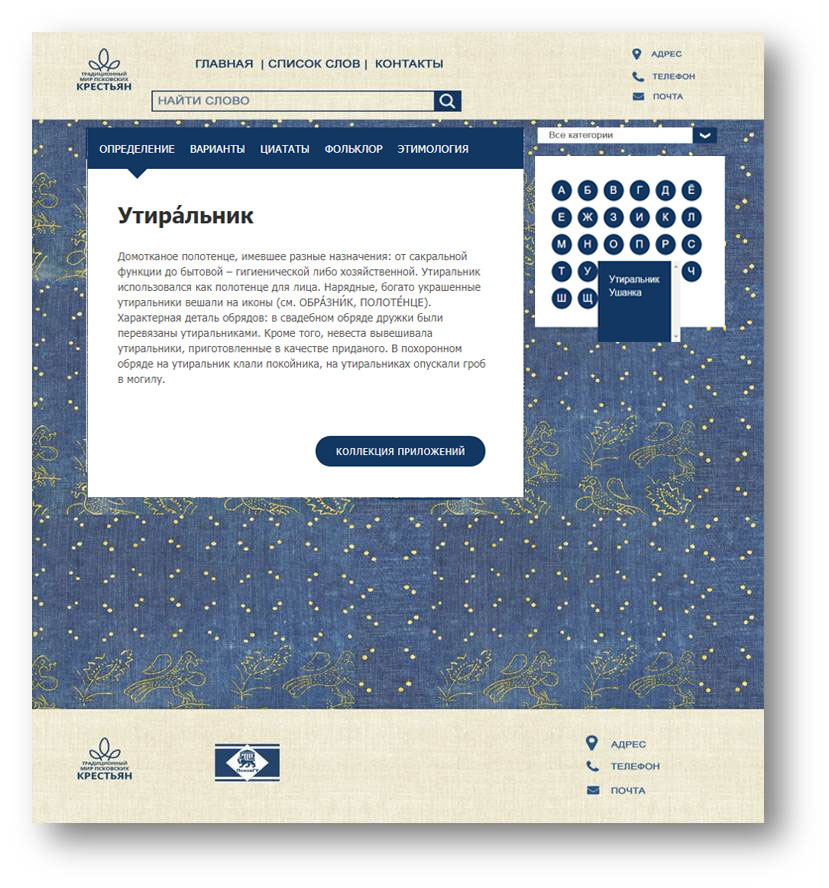 ГЛАВНАЯ | СПИСОК СЛОВ | КОНТАКТЫ
АДРЕС
ТЕЛЕФОН
ПОЧТА
ТРАДИЦИОННЫЙ
МИР ПСКОВСКИХ
КРЕСТЬЯН
НАЙТИ СЛОВО
ОПРЕДЕЛЕНИЕ ВАРИАНТЫ ЦИАТАТЫ ФОЛЬКЛОР ЭТИМОЛОГИЯ
Утира́льник
Домотканое полотенце, имевшее разные назначения: от сакральной
функции до бытовой – гигиенической либо хозяйственной. Утиральник
использовался как полотенце для лица. Нарядные, богато украшенные
утиральники вешали на иконы (см. ОБРА́ЗНИ́К, ПОЛОТЕ́НЦЕ).
Характерная деталь обрядов: в свадебном обряде дружки были
перевязаны утиральниками. Кроме того, невеста вывешивала
утиральники, приготовленные в качестве приданого. В похоронном
обряде на утиральник клали покойника, на утиральниках опускали гроб
в могилу.
КОЛЛЕКЦИЯ ПРИЛОЖЕНИЙ
Все категории
А Б В Г Д Ё
Е Ж З И К Л
М Н О П Р С
Т У Ч
Ш Щ
Утиральник
Ушанка
ТРАДИЦИОННЫЙ
МИР ПСКОВСКИХ
КРЕСТЬЯН
ПсковГУ
АДРЕС
ТЕЛЕФОН
ПОЧТА